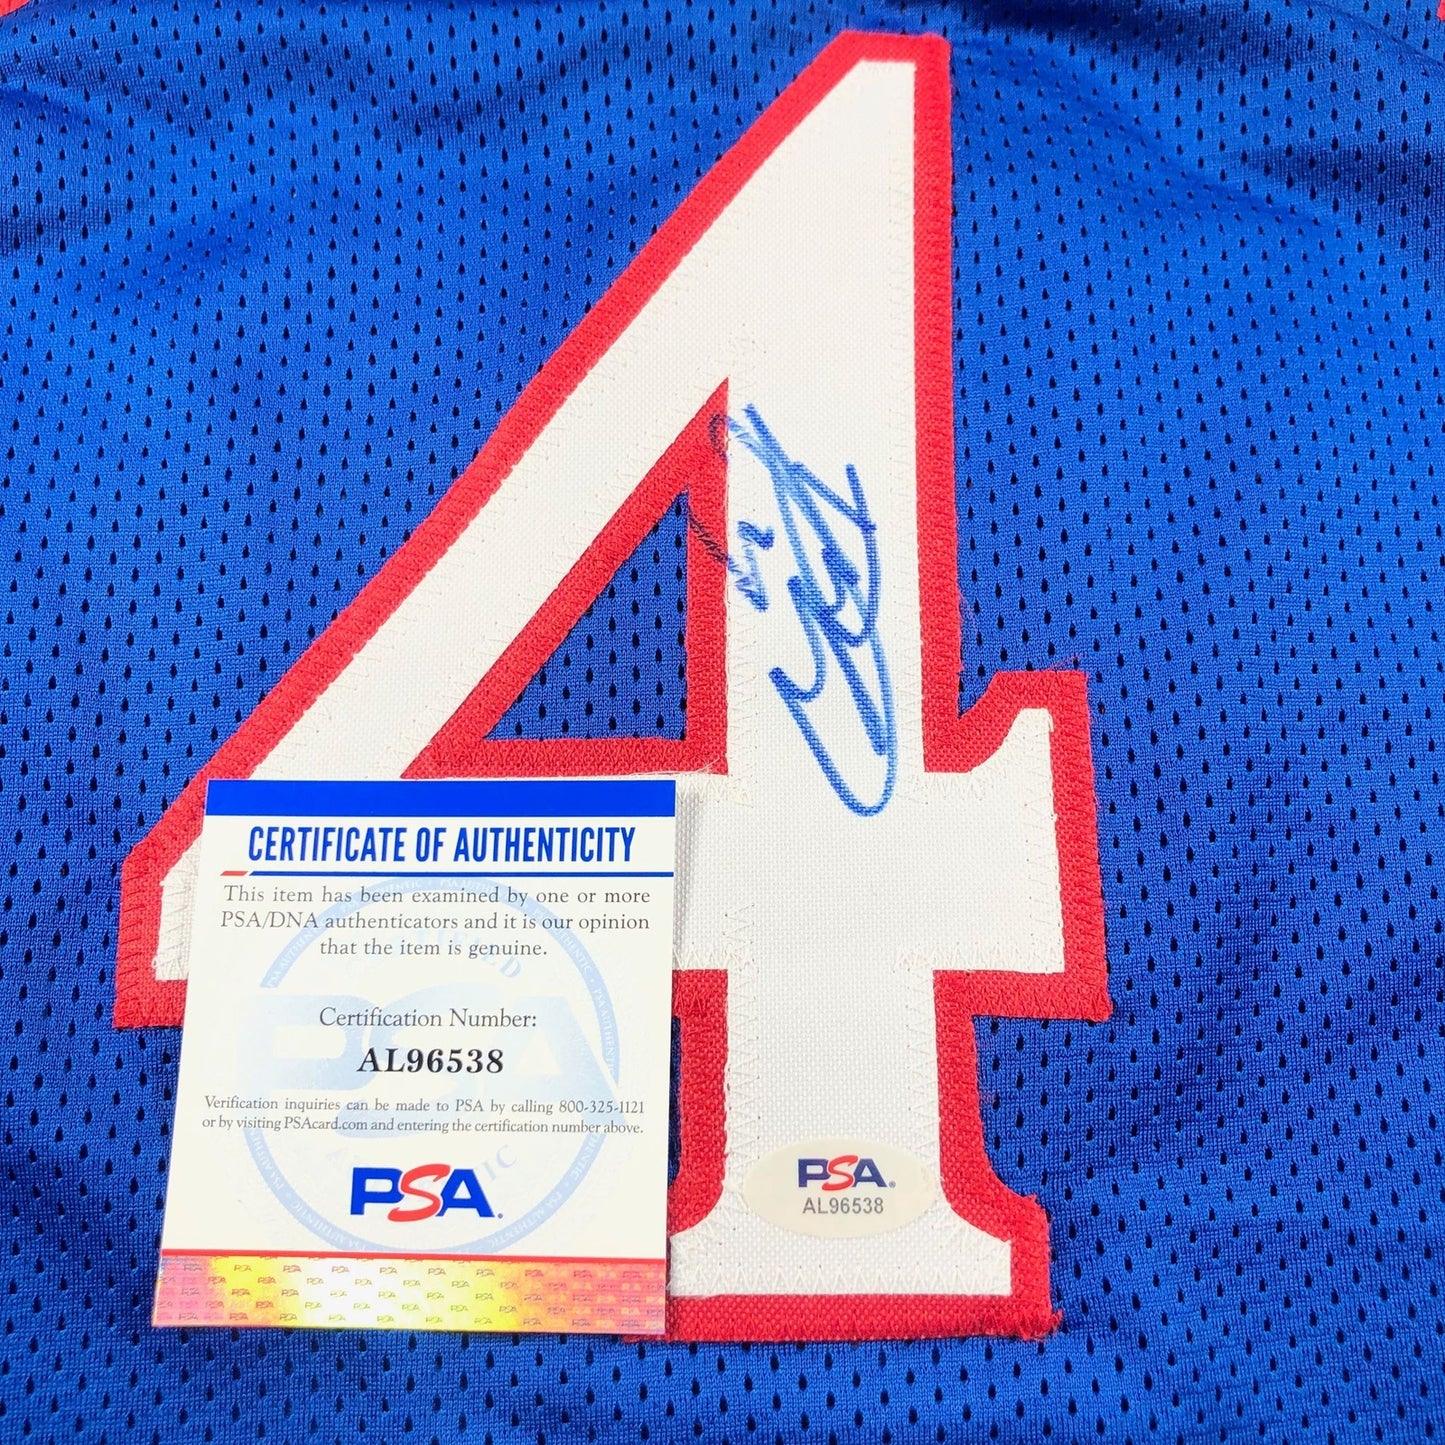 4
CERTIFICATE OF AUTHENTICITY
This item has been examined by one or more
PSA/DNA authenticators and it is our opinion
that the item is genuine.
Certification Number:
AL96538
Verification inquiries can be made to PSA by calling 800-325-1121
or by visiting PSAcard.com and entering the certification number above.
PSA.
PSA.
AL96538